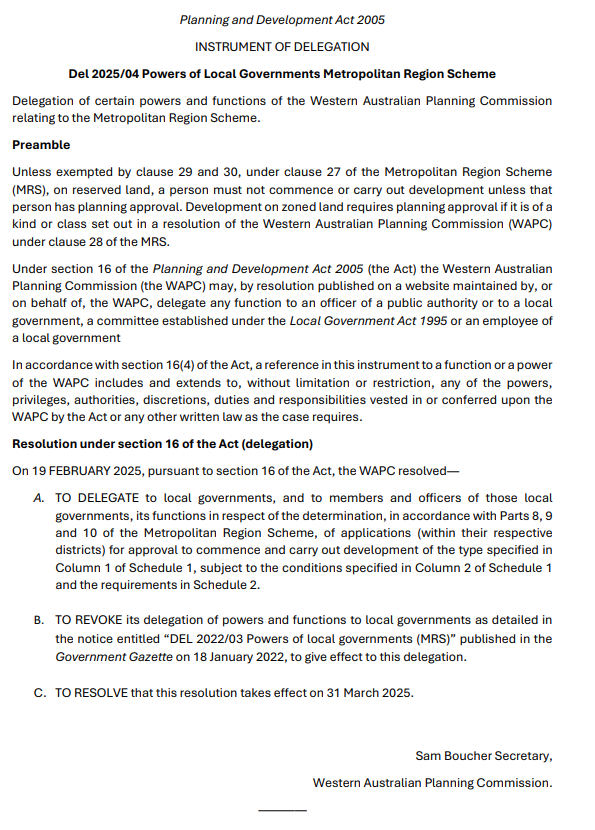 Planning and Development Act 2005
INSTRUMENT OF DELEGATION
Del 2025/04 Powers of Local Governments Metropolitan Region Scheme
Delegation of certain powers and functions of the Western Australian Planning Commission
relating to the Metropolitan Region Scheme.
Preamble
Unless exempted by clause 29 and 30, under clause 27 of the Metropolitan Region Scheme
(MRS), on reserved land, a person must not commence or carry out development unless that
person has planning approval. Development on zoned land requires planning approval if it is of a
kind or class set out in a resolution of the Western Australian Planning Commission (WAPC)
under clause 28 of the MRS.
Under section 16 of the Planning and Development Act 2005 (the Act) the Western Australian
Planning Commission (the WAPC) may, by resolution published on a website maintained by, or
on behalf of, the WAPC, delegate any function to an officer of a public authority or to a local
government, a committee established under the Local Government Act 1995 or an employee of
a local government
In accordance with section 16(4) of the Act, a reference in this instrument to a function or a power
of the WAPC includes and extends to, without limitation or restriction, any of the powers,
privileges, authorities, discretions, duties and responsibilities vested in or conferred upon the
WAPC by the Act or any other written law as the case requires.
Resolution under section 16 of the Act (delegation)
On 19 FEBRUARY 2025, pursuant to section 16 of the Act, the WAPC resolved—
A. TO DELEGATE to local governments, and to members and officers of those local
governments, its functions in respect of the determination, in accordance with Parts 8, 9
and 10 of the Metropolitan Region Scheme, of applications (within their respective
districts) for approval to commence and carry out development of the type specified in
Column 1 of Schedule 1, subject to the conditions specified in Column 2 of Schedule 1
and the requirements in Schedule 2.
B. TO REVOKE its delegation of powers and functions to local governments as detailed in
the notice entitled “DEL 2022/03 Powers of local governments (MRS)” published in the
Government Gazette on 18 January 2022, to give effect to this delegation.
C. TO RESOLVE that this resolution takes effect on 31 March 2025.
Sam Boucher Secretary,
Western Australian Planning Commission.